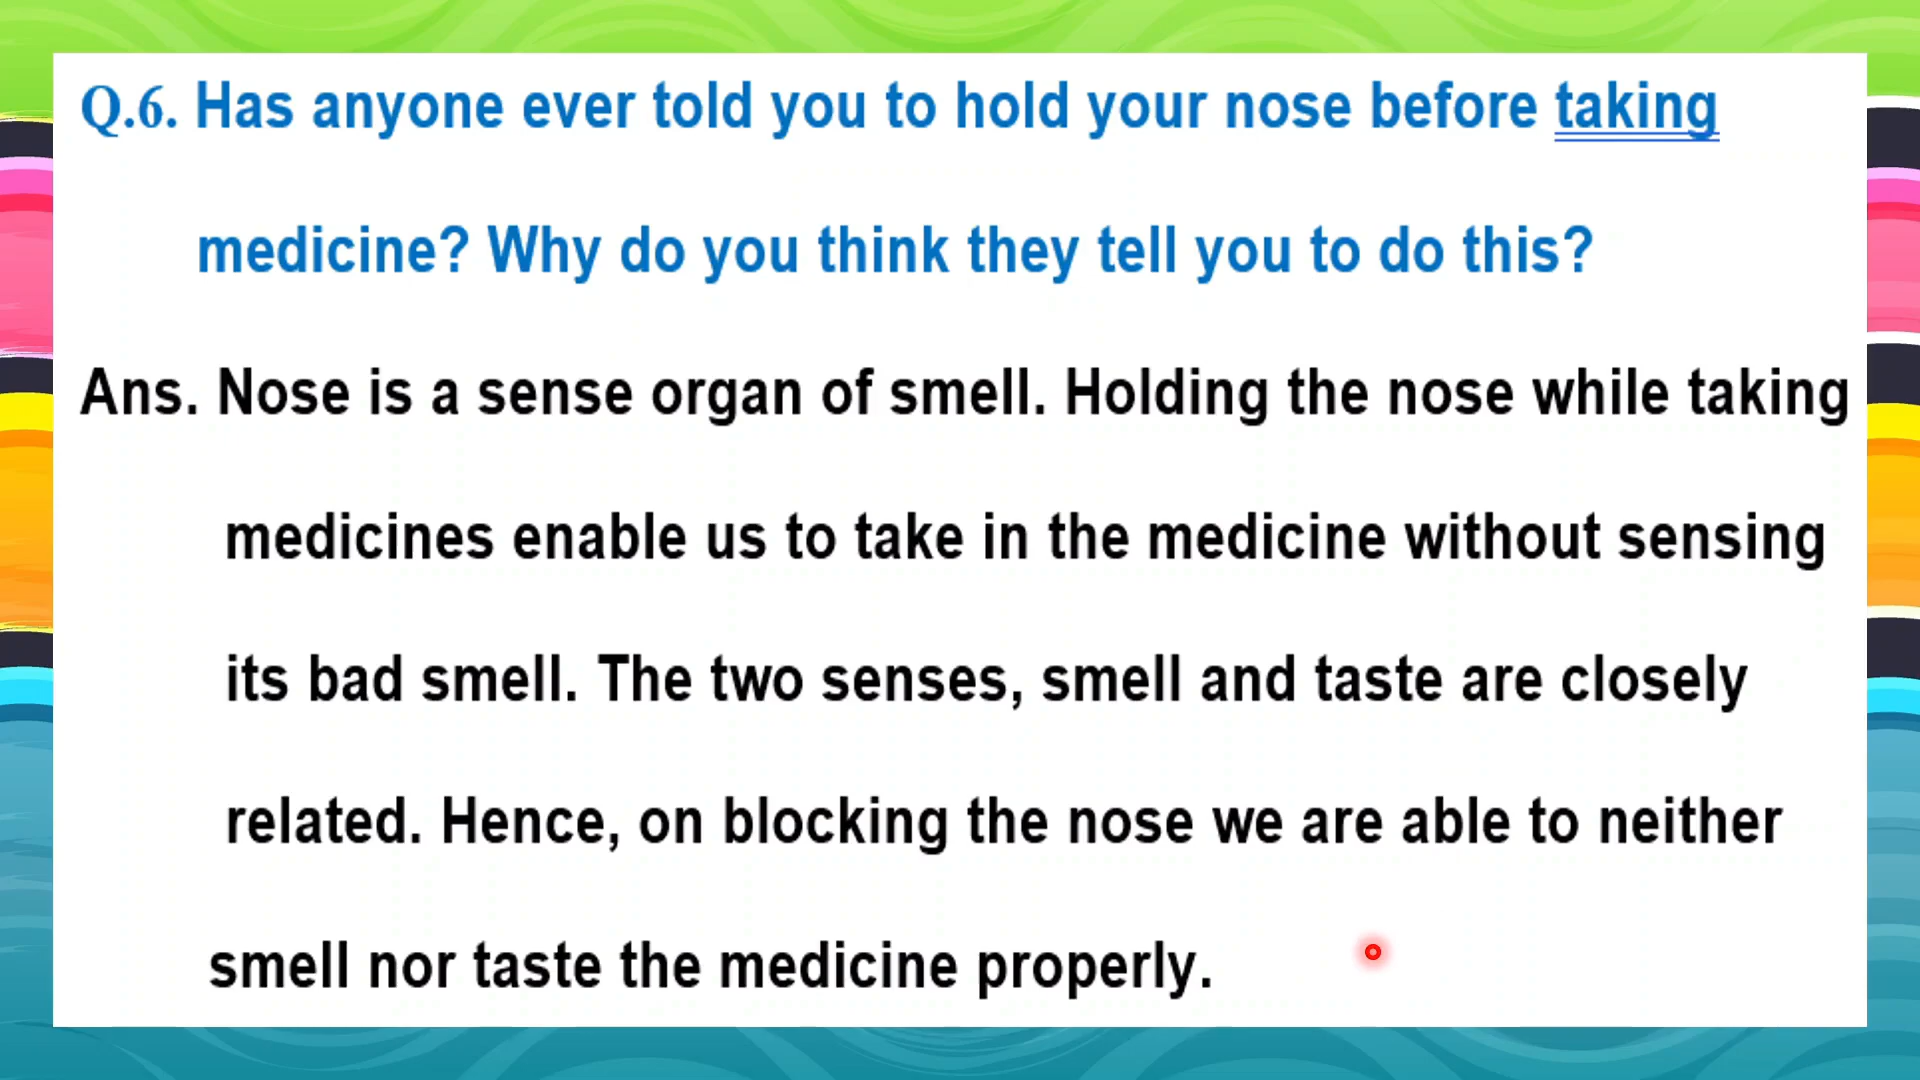 Q.6. Has anyone ever told you to hold your nose before taking
medicine? Why do you think they tell you to do this?
Ans. Nose is a sense organ of smell. Holding the nose while taking
medicines enable us to take in the medicine without sensing
its bad smell. The two senses, smell and taste are closely
related. Hence, on blocking the nose we are able to neither
smell nor taste the medicine properly.